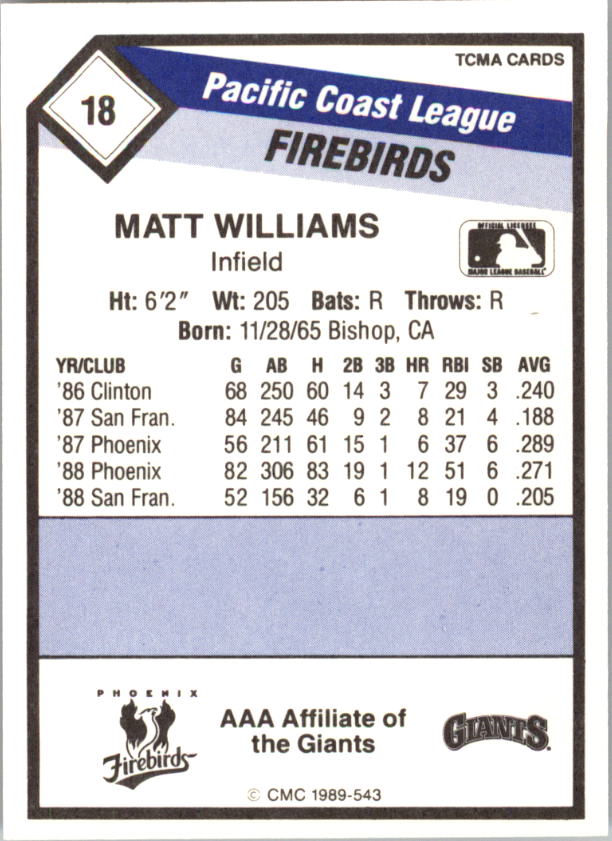 TCMA CARDS
18
Pacific Coast League
FIREBIRDS
MATT WILLIAMS
Infield
OFFICIAL LICENSEE
MAJOR LEAGUE BASEBALL
Ht: 6'2" Wt: 205 Bats: R Throws: R
Born: 11/28/65 Bishop, CA
YR/CLUB G AB H 2B 3B HR RBI SB AVG
'86 Clinton 68 250 60 14 3 7 29 3 .240
'87 San Fran. 84 245 46 9 2 8 21 4 .188
'87 Phoenix 56 211 61 15 1 6 37 6 .289
'88 Phoenix 82 306 83 19 1 12 51 6 .271
'88 San Fran. 52 156 32 6 1 8 19 0 .205
PHOENIX
Firebirds
AAA Affiliate of
the Giants
GIANTS
© CMC 1989-543